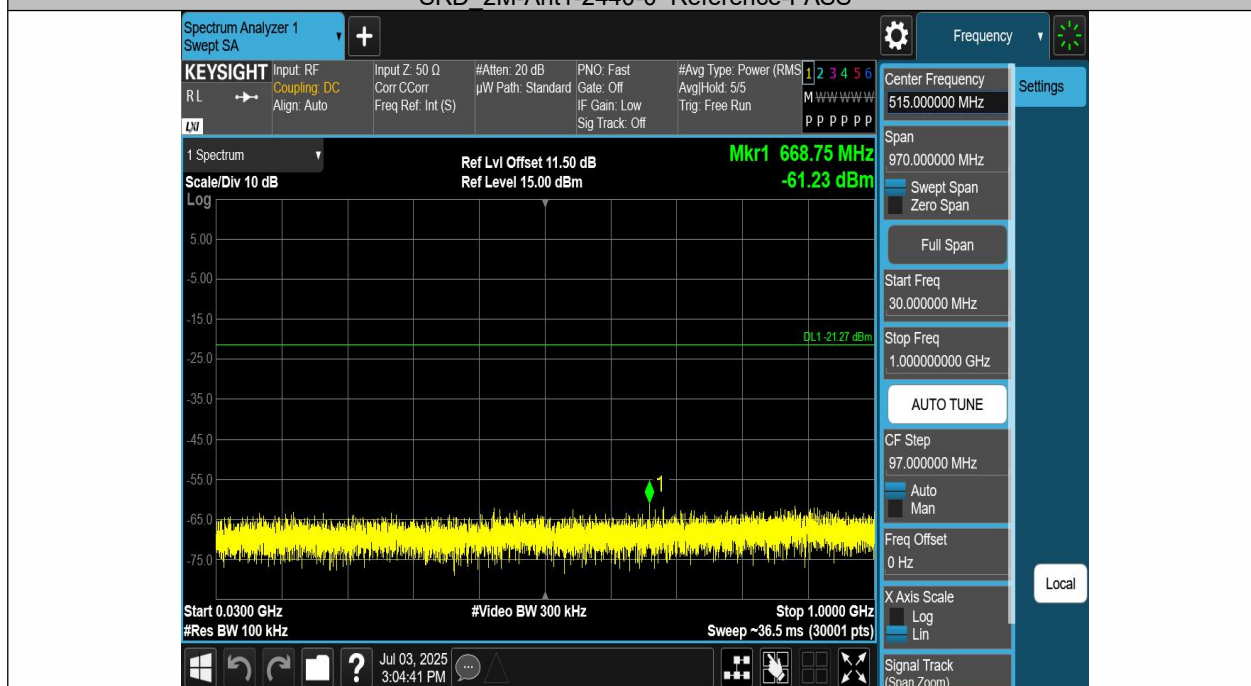 Spectrum Analyzer 1
Swept SA
Frequency
KEYSIGHT
R L
LXI
Input: RF
Coupling: DC
Align: Auto
Input Z: 50 Ω
Corr CCorr
Freq Ref: Int (S)
#Atten: 20 dB
µW Path: Standard
PNO: Fast
Gate: Off
IF Gain: Low
Sig Track: Off
#Avg Type: Power (RMS
Avg|Hold: 5/5
Trig: Free Run
1 2 3 4 5 6
M W W W W W
P P P P P P
1 Spectrum
Scale/Div 10 dB
Log
Ref Lvl Offset 11.50 dB
Ref Level 15.00 dBm
Mkr1 668.75 MHz
-61.23 dBm
5.00
-5.00
-15.0
DL1 -21.27 dBm
-25.0
-35.0
-45.0
-55.0
1
-65.0
-75.0
Start 0.0300 GHz
#Video BW 300 kHz
Stop 1.0000 GHz
#Res BW 100 kHz
Sweep ~36.5 ms (30001 pts)
Jul 03, 2025
3:04:41 PM
Center Frequency
515.000000 MHz
Settings
Span
970.000000 MHz
Swept Span
Zero Span
Full Span
Start Freq
30.000000 MHz
Stop Freq
1.000000000 GHz
AUTO TUNE
CF Step
97.000000 MHz
Auto
Man
Freq Offset
0 Hz
Local
X Axis Scale
Log
Lin
Signal Track
(Span Zoom)